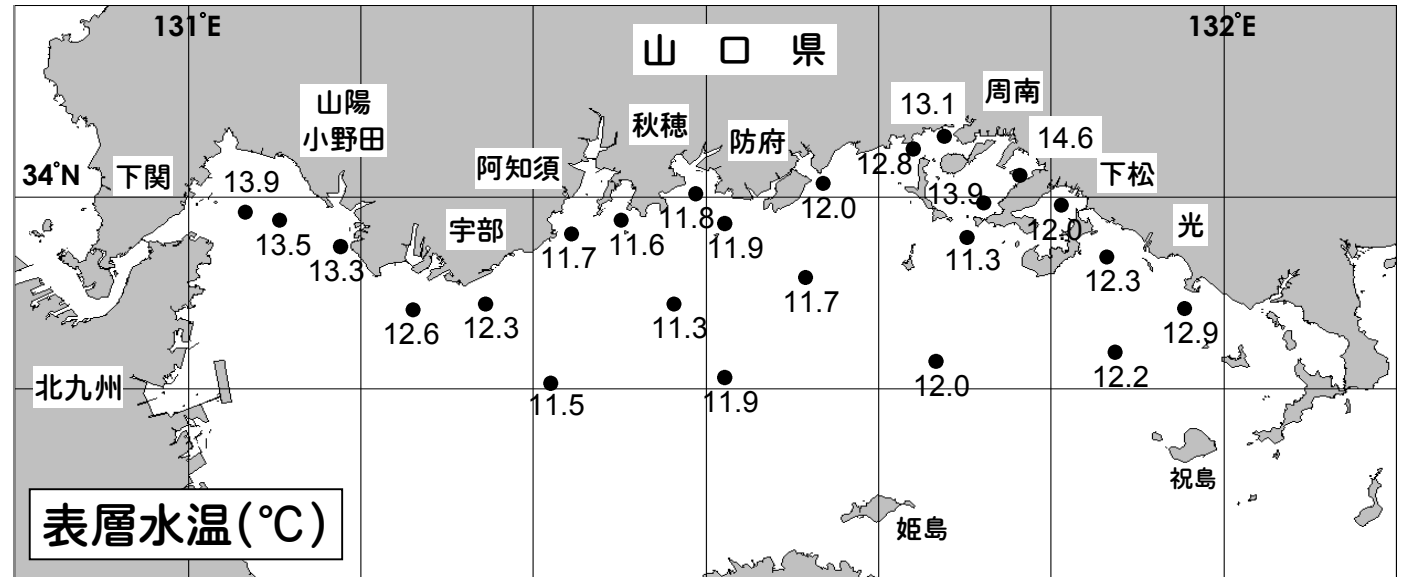 131°E
132°E
山 口 県
山陽
小野田
秋穂
防府
13.1
周南
14.6
34°N
下関
13.9
阿知須
12.8
下松
13.9
宇部
13.5
13.3
11.7
11.6
11.8
11.9
12.0
11.3
12.0
光
12.3
12.6
12.3
11.3
11.7
12.9
北九州
11.5
11.9
12.0
12.2
祝島
姫島
表層水温(℃)